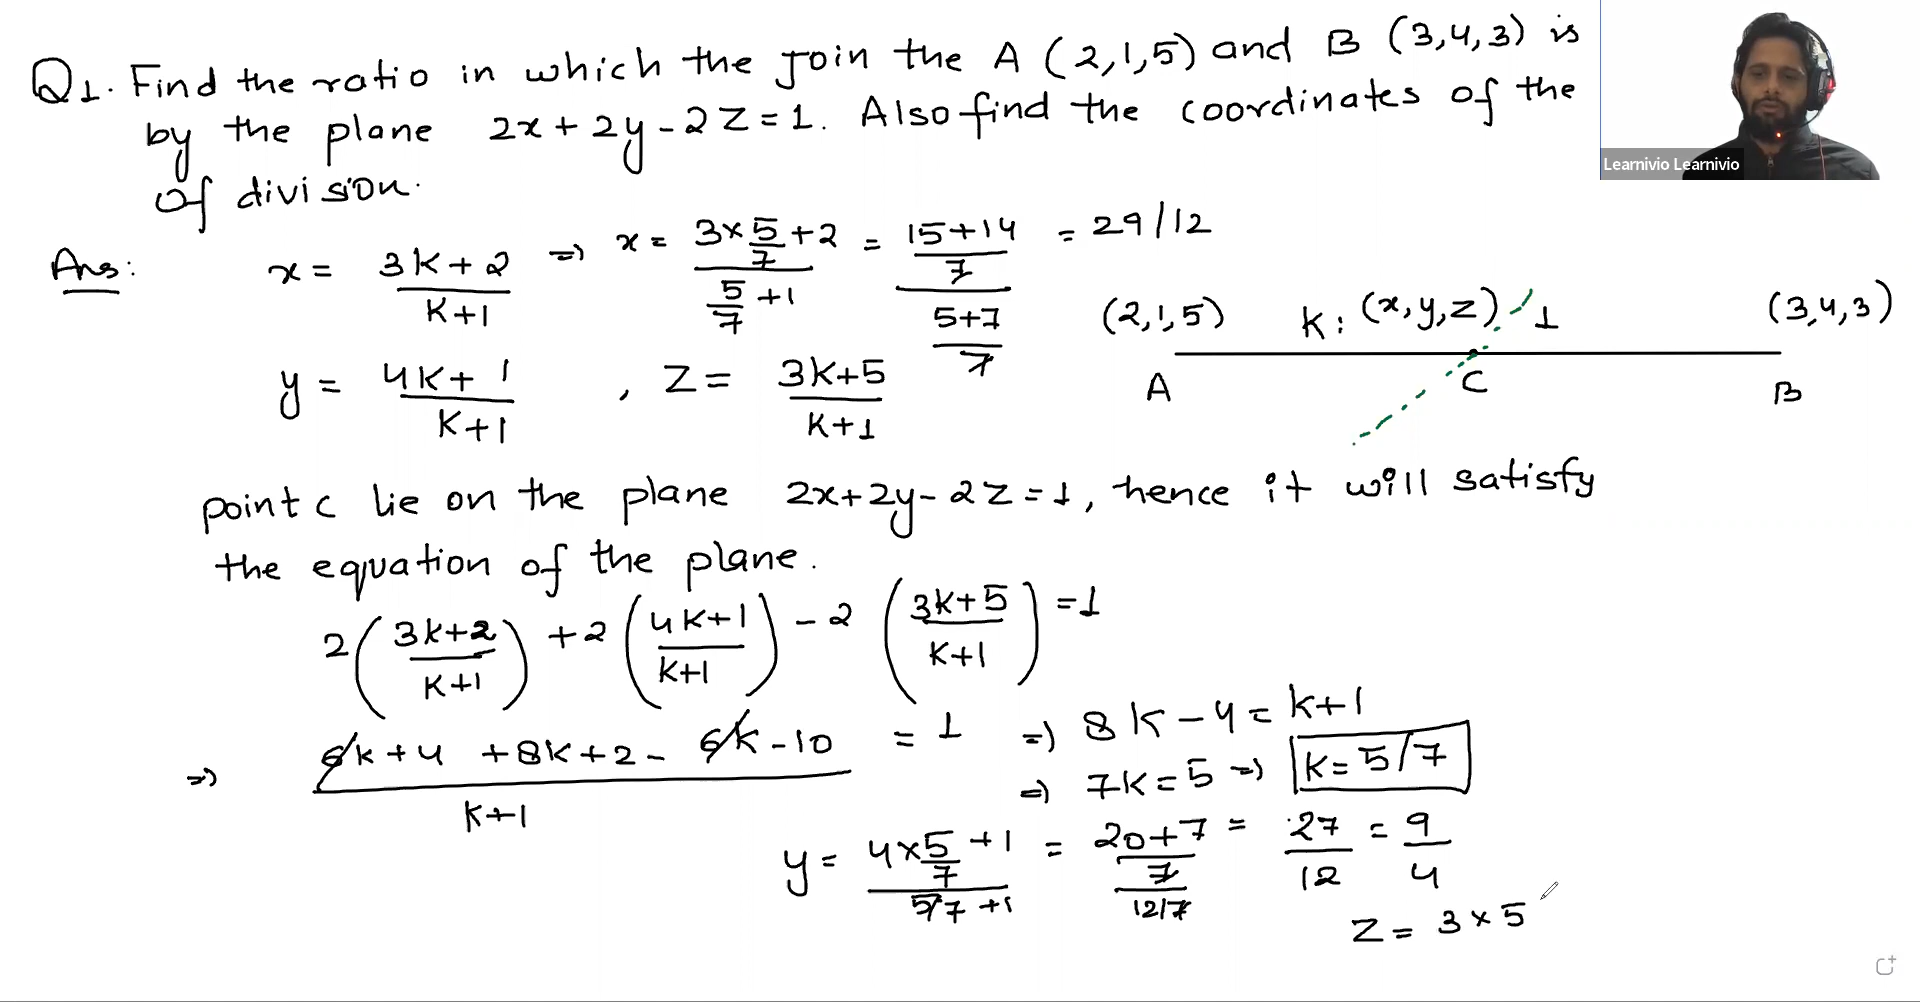 Q1. Find the ratio in which the join the A (2,1,5) and B (3,4,3) is
by the plane 2x + 2y - 2z = 1. Also find the coordinates of the
of division.
Learnivio Learnivio
Ans: x = (3k+2)/(k+1) => x = (3×5/7+2)/(5/7+1) = ((15+14)/7)/((5+7)/7) = 29/12
(2,1,5) k : (x,y,z) 1 (3,4,3)
A C B
y = (4k+1)/(k+1) , z = (3k+5)/(k+1)
point c lie on the plane 2x+2y-2z=1, hence it will satisfy
the equation of the plane.
2((3k+2)/(k+1)) +2((4k+1)/(k+1)) -2((3k+5)/(k+1)) =1
=> (6k+4 +8k+2- 6k-10)/(k+1) = 1 => 8k-4 = k+1
=> 7k=5 => k=5/7
y = (4×5/7+1)/(5/7+1) = ((20+7)/7)/(12/7) = 27/12 = 9/4
z = 3×5